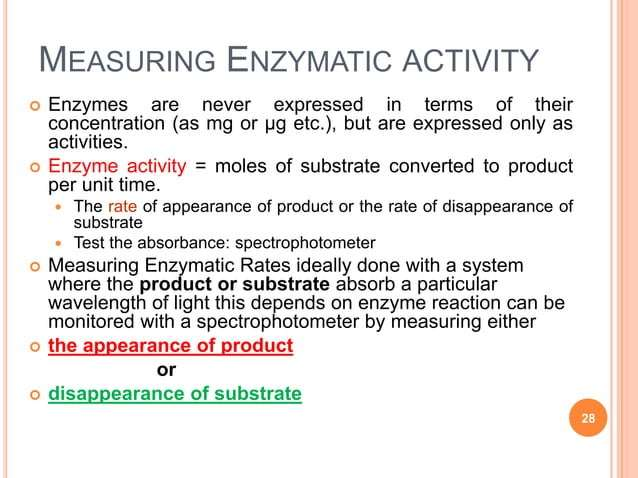 MEASURING ENZYMATIC ACTIVITY
Enzymes are never expressed in terms of their
concentration (as mg or µg etc.), but are expressed only as
activities.
Enzyme activity = moles of substrate converted to product
per unit time.
The rate of appearance of product or the rate of disappearance of
substrate
Test the absorbance: spectrophotometer
Measuring Enzymatic Rates ideally done with a system
where the product or substrate absorb a particular
wavelength of light this depends on enzyme reaction can be
monitored with a spectrophotometer by measuring either
the appearance of product
or
disappearance of substrate
28